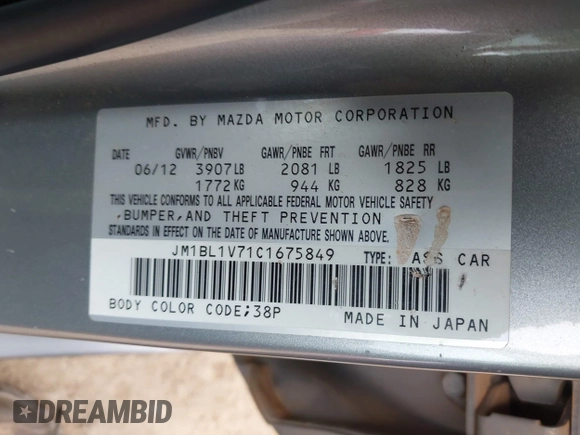 MFD. BY MAZDA MOTOR CORPORATION
DATE GVWR/PNBV GAWR/PNBE FRT GAWR/PNBE RR
06/12 3907LB 2081 LB 1825 LB
1772KG 944 KG 828 KG
THIS VEHICLE CONFORMS TO ALL APPLICABLE FEDERAL MOTOR VEHICLE SAFETY
,BUMPER,AND THEFT PREVENTION
STANDARDS IN EFFECT ON THE DATE OF MANUFACTURE SHOWN ABOVE.
JM1BL1V71C1675849 TYPE: PASS CAR
BODY COLOR CODE;38P MADE IN JAPAN
DREAMBID